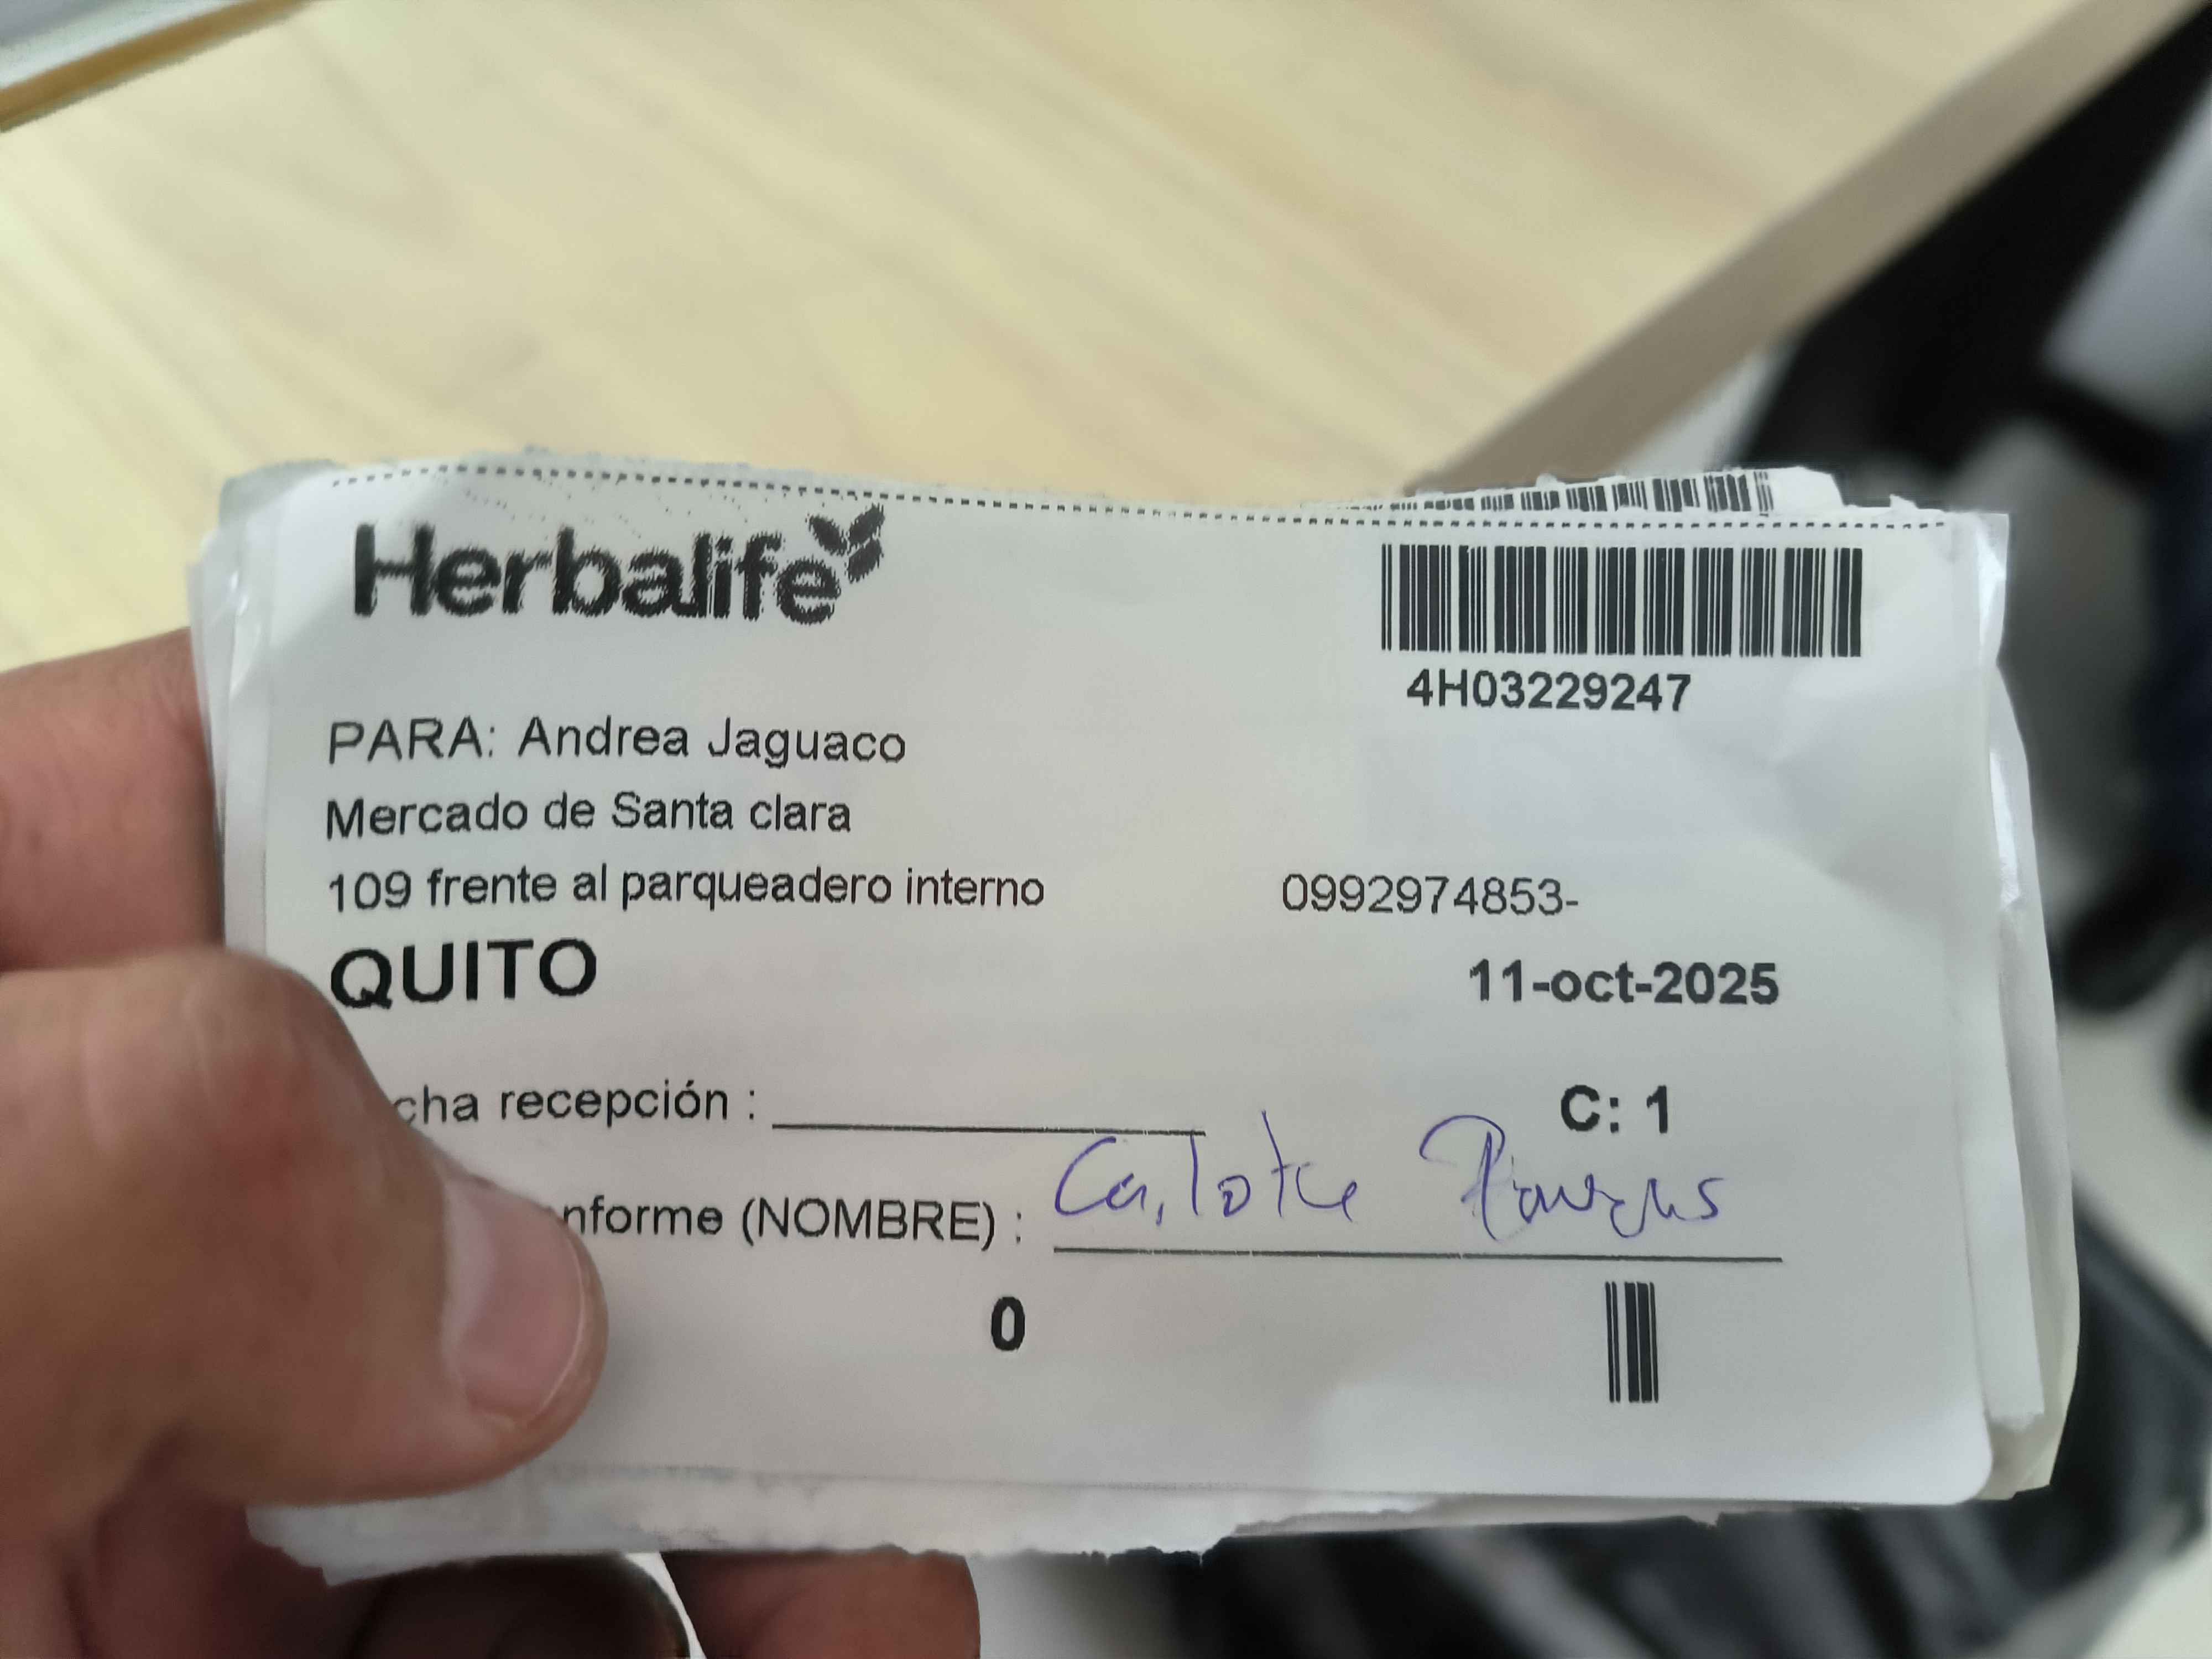 Herbalife
4H03229247
PARA: Andrea Jaguaco
Mercado de Santa clara
109 frente al parqueadero interno 0992974853-
QUITO 11-oct-2025
cha recepción :
C: 1
nforme (NOMBRE) : Carlota
0